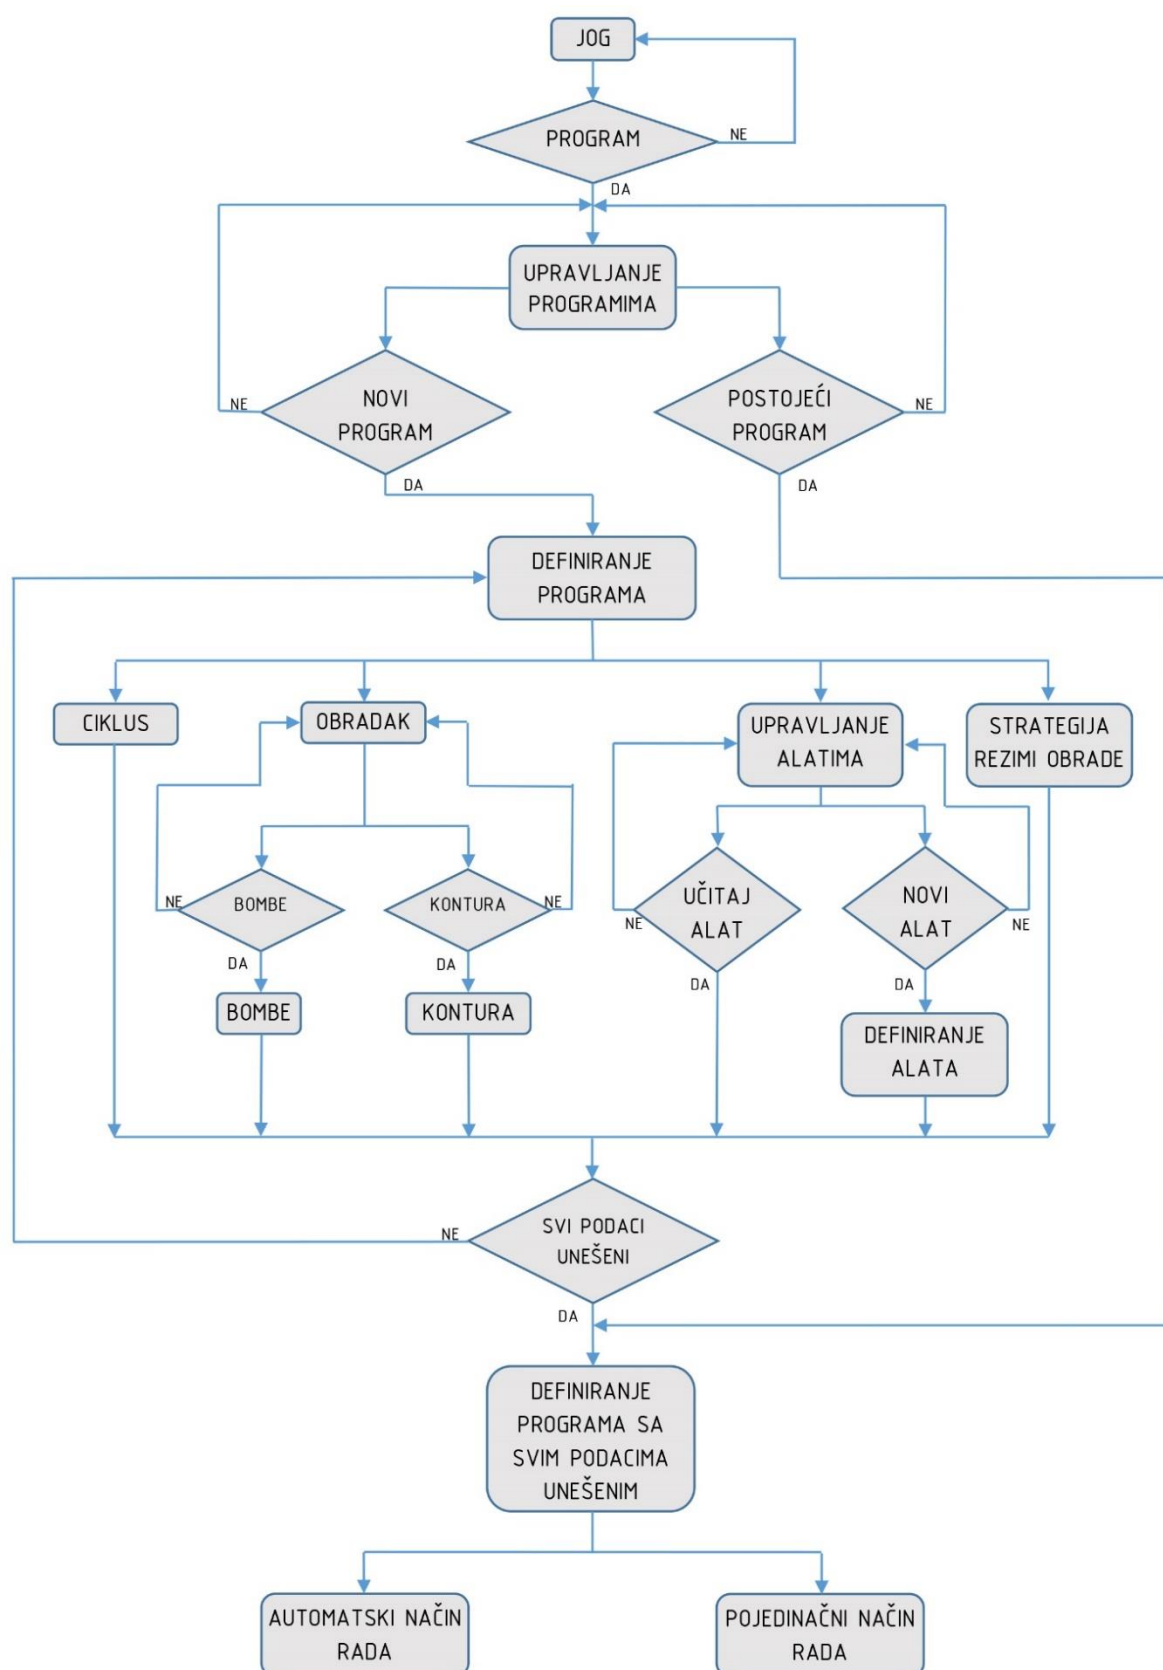 JOG
PROGRAM
NE
DA
UPRAVLJANJE
PROGRAMIMA
NOVI
PROGRAM
NE
DA
POSTOJEĆI
PROGRAM
NE
DA
DEFINIRANJE
PROGRAMA
CIKLUS
OBRADAK
UPRAVLJANJE
ALATIMA
STRATEGIJA
REZIMI OBRADE
NE
BOMBE
DA
KONTURA
NE
DA
UČITAJ
ALAT
NE
DA
NOVI
ALAT
NE
DA
BOMBE
KONTURA
DEFINIRANJE
ALATA
SVI PODACI
UNEŠENI
NE
DA
DEFINIRANJE
PROGRAMA SA
SVIM PODACIMA
UNEŠENIM
AUTOMATSKI NAČIN
RADA
POJEDINAČNI NAČIN
RADA